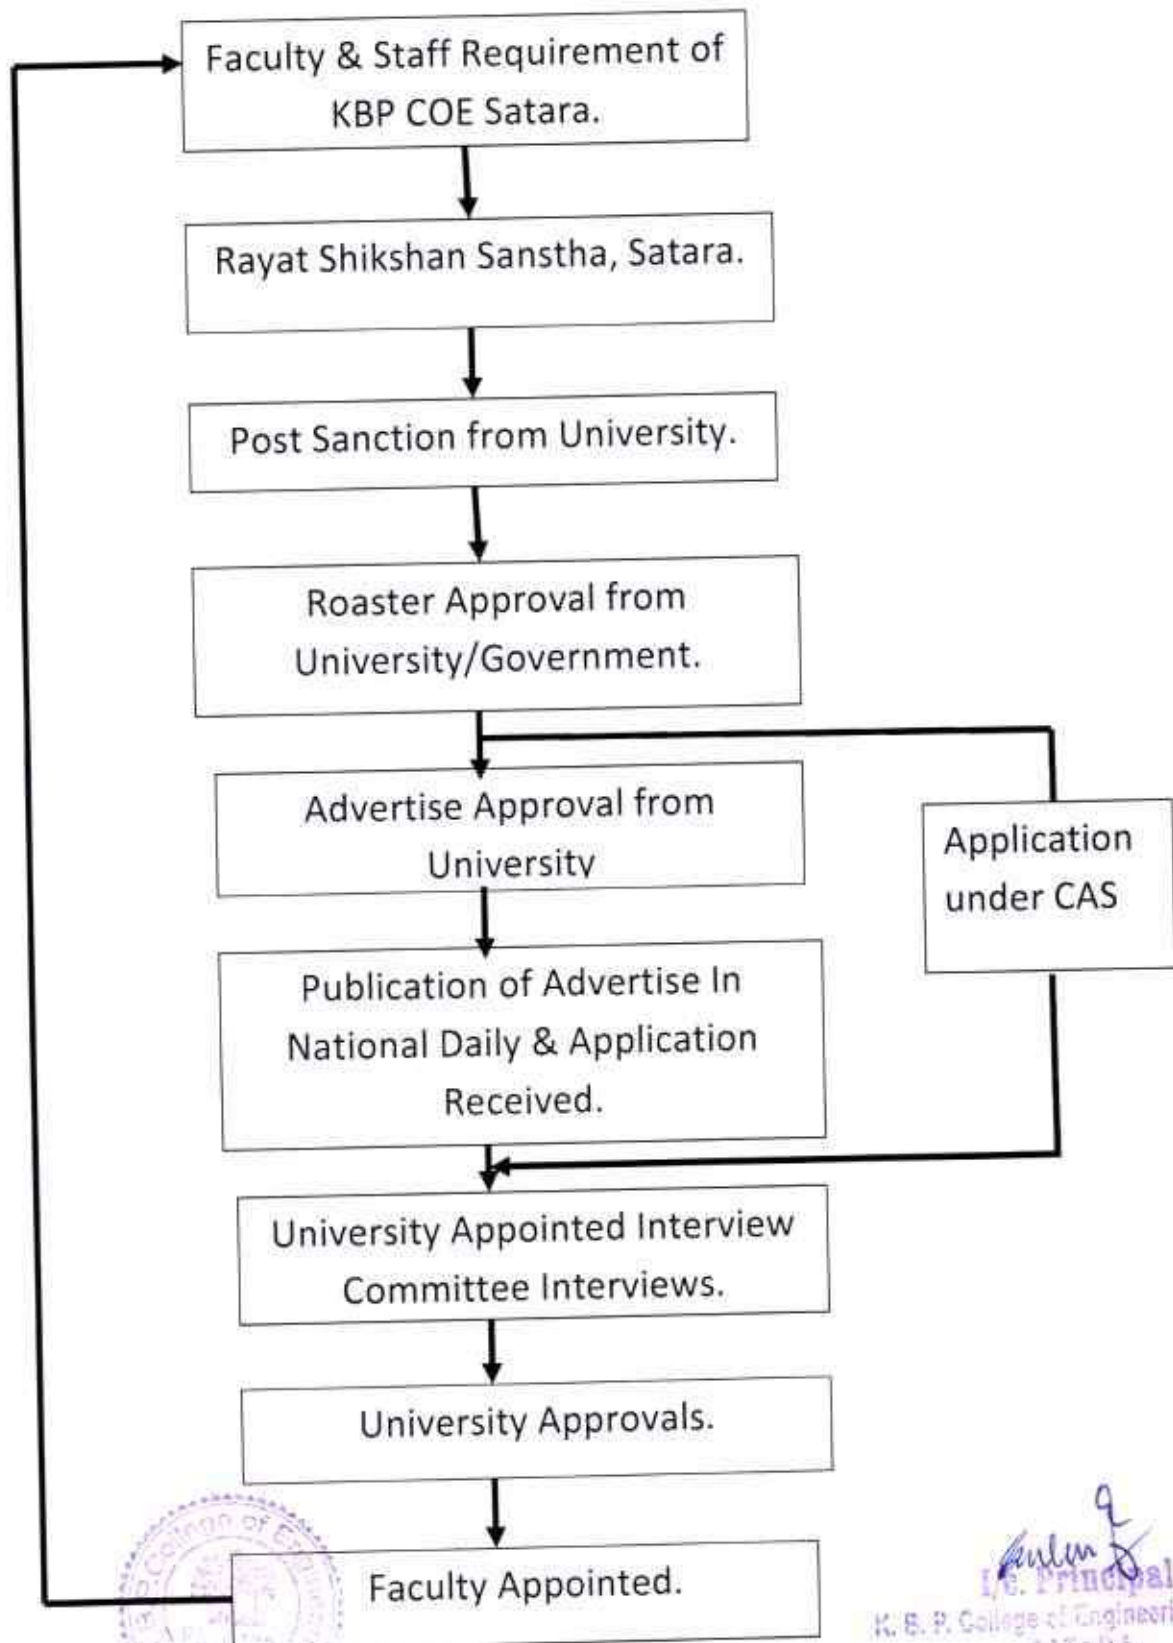 Faculty & Staff Requirement of
KBP COE Satara.
Rayat Shikshan Sanstha, Satara.
Post Sanction from University.
Roaster Approval from
University/Government.
Advertise Approval from
University
Application
under CAS
Publication of Advertise In
National Daily & Application
Received.
University Appointed Interview
Committee Interviews.
University Approvals.
Faculty Appointed.
College of
I/C. Principal
K. B. P. College of Engineeri